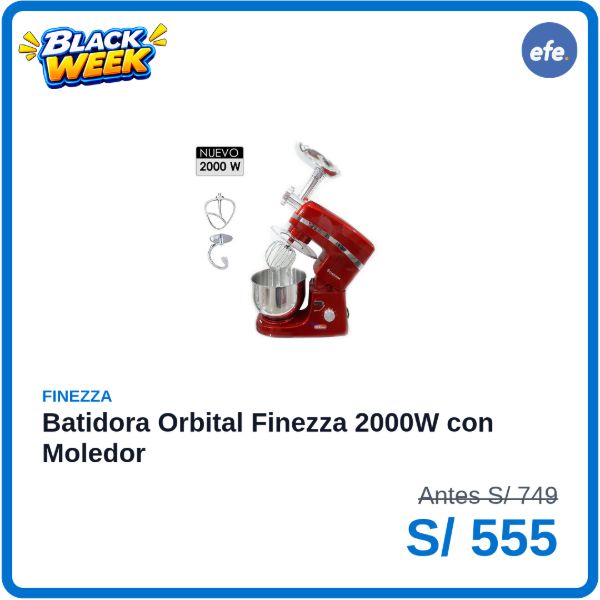 BLACK
WEEK
efe.
NUEVO
2000 W
FINEZZA
Batidora Orbital Finezza 2000W con
Moledor
Antes S/ 749
S/ 555